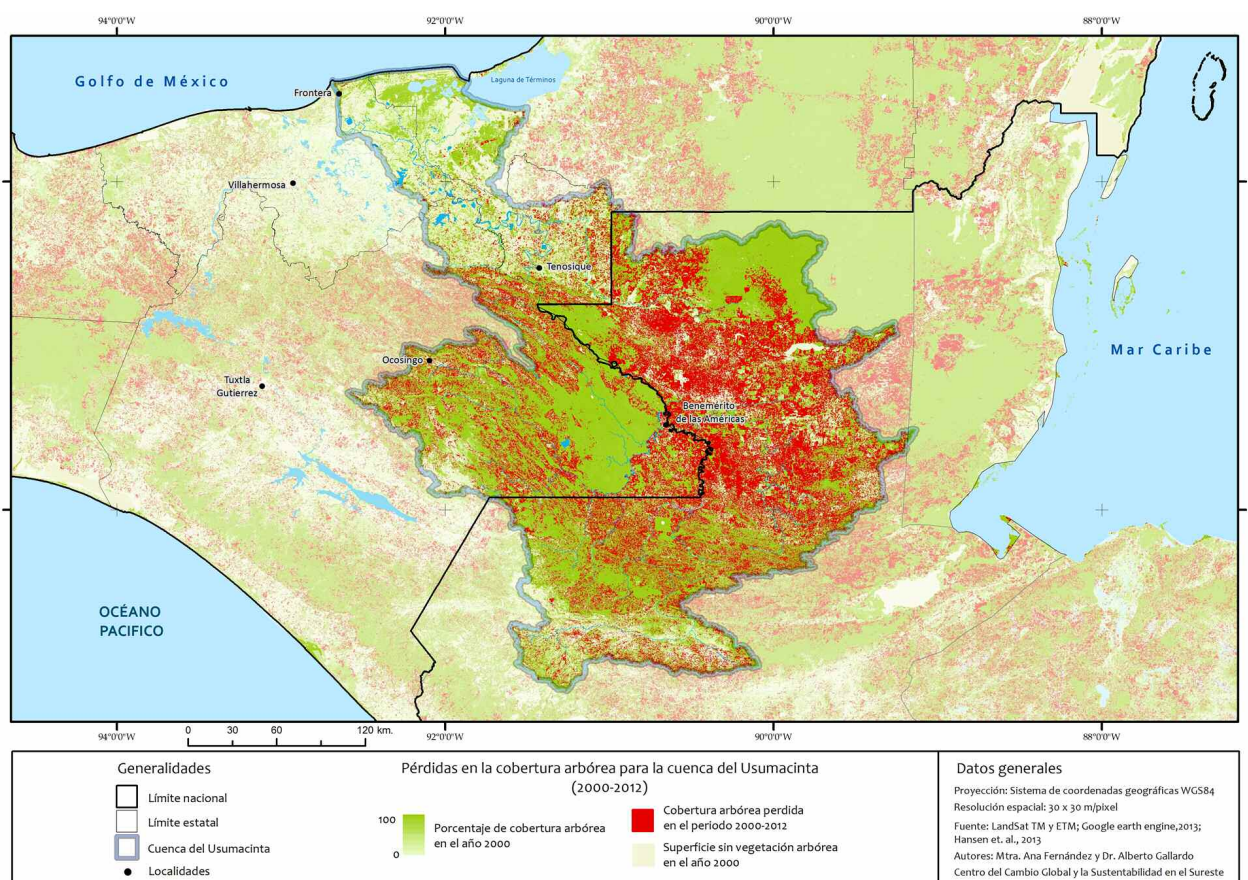 94°0'0"W
92°0'0"W
90°0'0"W
88°0'0"W
Golfo de México
Laguna de Términos
Frontera
Villahermosa
Tenosique
Ocosingo
Mar Caribe
Tuxtla
Gutierrez
Benemérito
de las Américas
OCÉANO
PACIFICO
94°0'0"W
92°0'0"W
90°0'0"W
88°0'0"W
0 30 60 120 km.
Generalidades
Límite nacional
Límite estatal
Cuenca del Usumacinta
Localidades
Pérdidas en la cobertura arbórea para la cuenca del Usumacinta
(2000-2012)
100
0
Porcentaje de cobertura arbórea
en el año 2000
Cobertura arbórea perdida
en el periodo 2000-2012
Superficie sin vegetación arbórea
en el año 2000
Datos generales
Proyección: Sistema de coordenadas geográficas WGS84
Resolución espacial: 30 x 30 m/pixel
Fuente: LandSat TM y ETM; Google earth engine,2013;
Hansen et. al., 2013
Autores: Mtra. Ana Fernández y Dr. Alberto Gallardo
Centro del Cambio Global y la Sustentabilidad en el Sureste